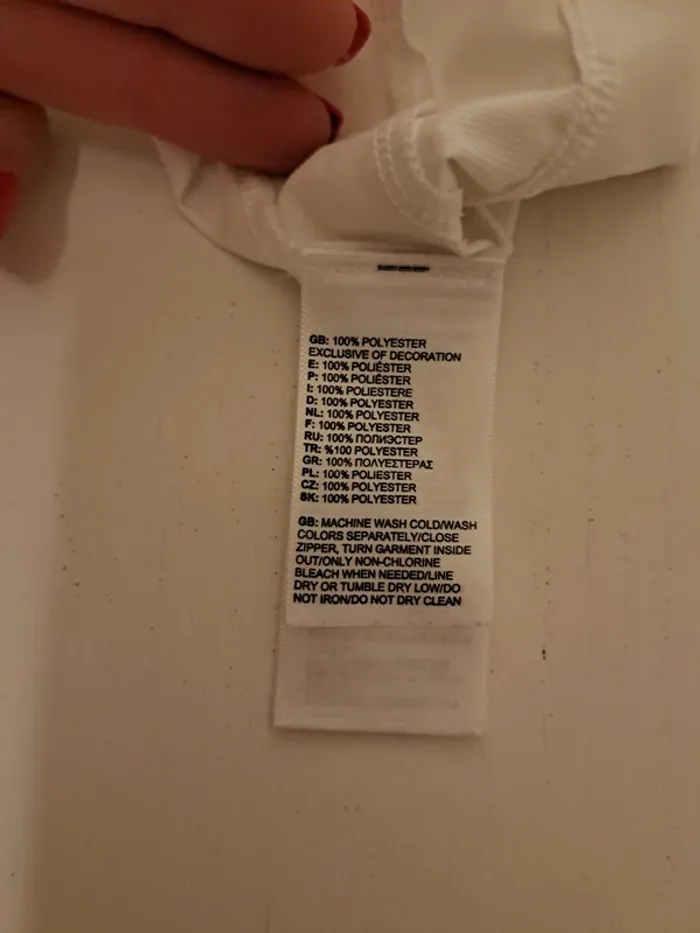 GB: 100% POLYESTER
EXCLUSIVE OF DECORATION
E: 100% POLIÉSTER
P: 100% POLIÉSTER
I: 100% POLIESTERE
D: 100% POLYESTER
NL: 100% POLYESTER
F: 100% POLYESTER
RU: 100% ПОЛИЭСТЕР
TR: %100 POLYESTER
GR: 100% ΠΟΛΥΕΣΤΕΡΑΣ
PL: 100% POLIESTER
CZ: 100% POLYESTER
SK: 100% POLYESTER
GB: MACHINE WASH COLD/WASH
COLORS SEPARATELY/CLOSE
ZIPPER, TURN GARMENT INSIDE
OUT/ONLY NON-CHLORINE
BLEACH WHEN NEEDED/LINE
DRY OR TUMBLE DRY LOW/DO
NOT IRON/DO NOT DRY CLEAN